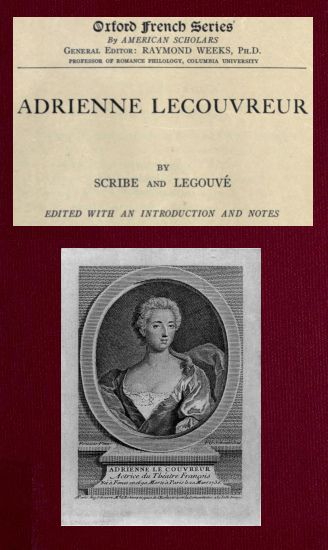 Oxford French Series
By AMERICAN SCHOLARS
GENERAL EDITOR: RAYMOND WEEKS, PH.D.
PROFESSOR OF ROMANCE PHILOLOGY, COLUMBIA UNIVERSITY
ADRIENNE LECOUVREUR
BY
SCRIBE AND LEGOUVÉ
EDITED WITH AN INTRODUCTION AND NOTES
ADRIENNE LE COUVREUR
Actrice du Théatre François